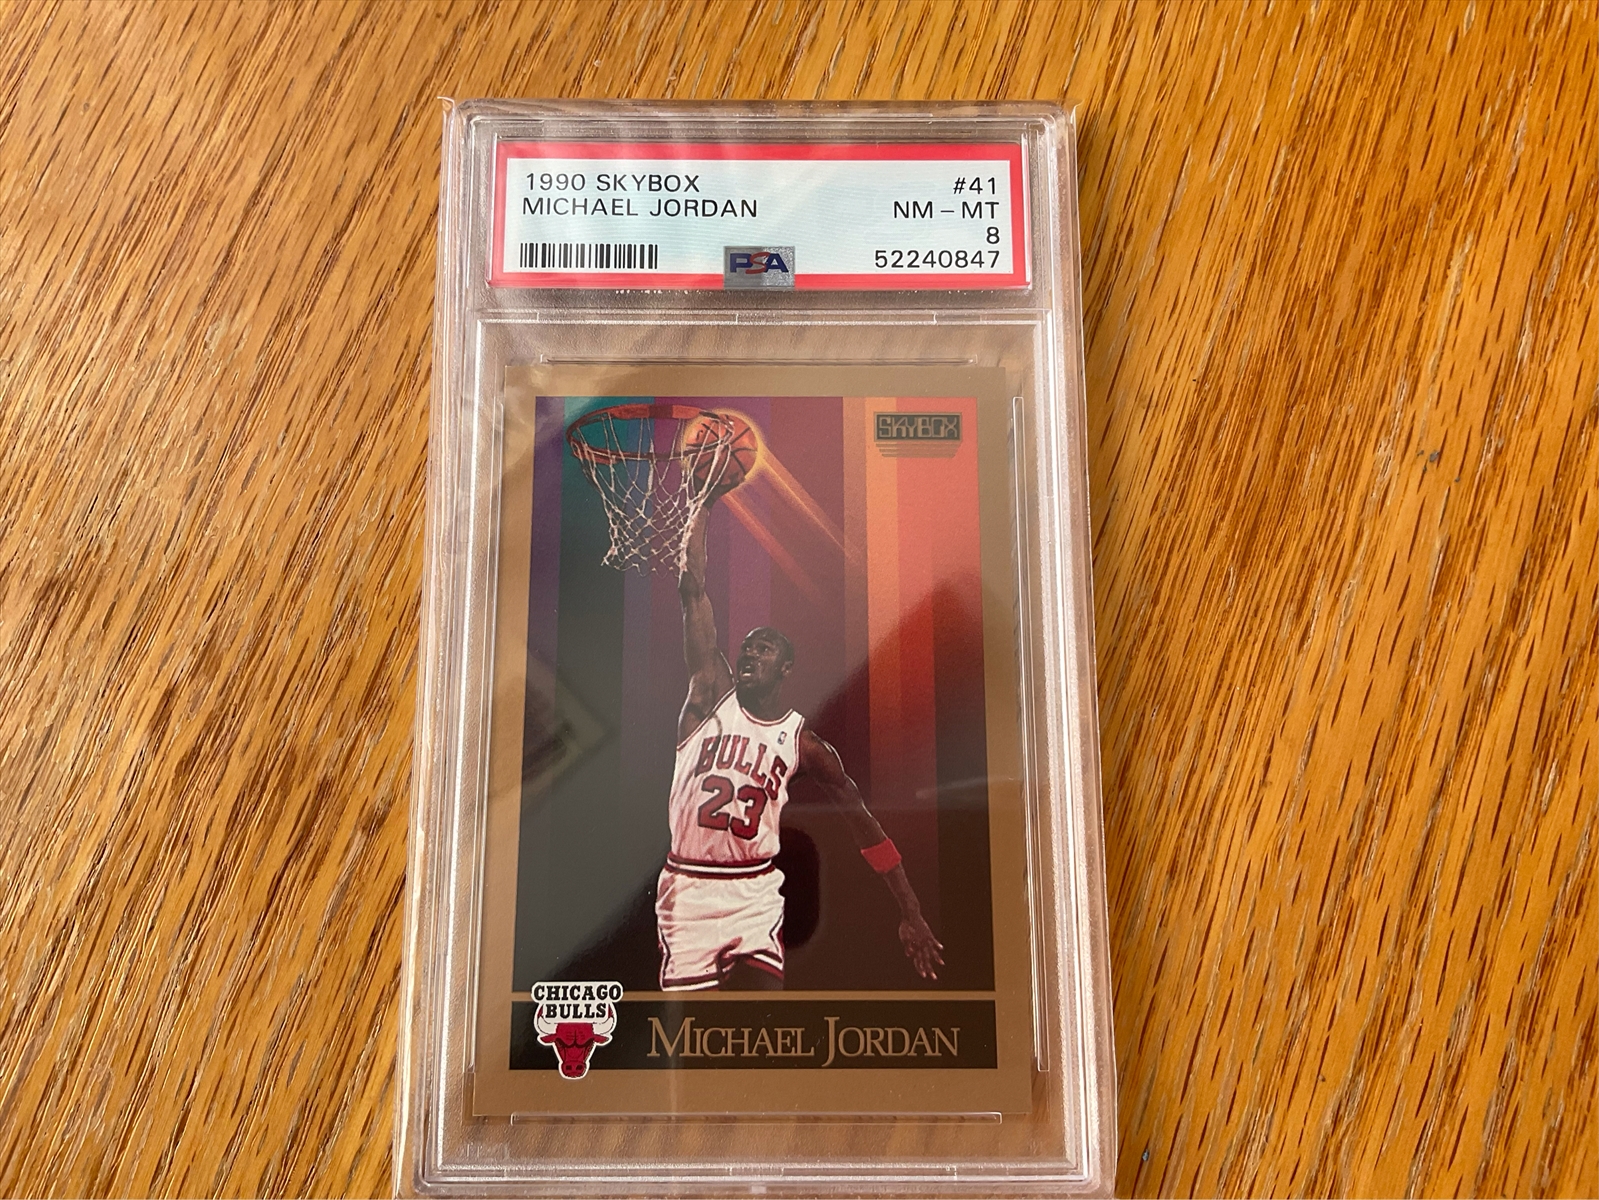 1990 SKYBOX #41
MICHAEL JORDAN NM - MT
8
PSA 52240847
SKYBOX
BULLS
23
CHICAGO
BULLS
MICHAEL JORDAN